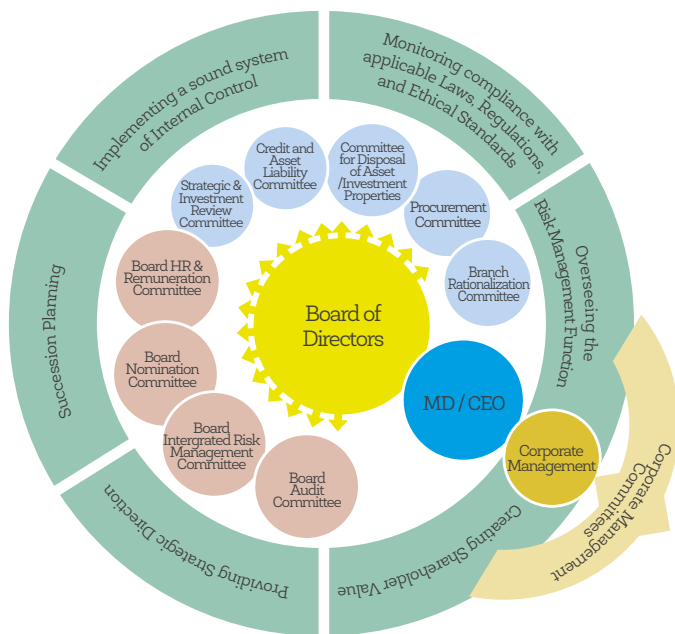 Implementing a sound system
of Internal Control
Monitoring compliance with
applicable Laws, Regulations,
and Ethical Standards
Credit and
Asset
Liability
Committee
Committee
for Disposal
of Asset
/Investment
Properties
Strategic &
Investment
Review
Committee
Procurement
Committee
Board HR &
Remuneration
Committee
Branch
Rationalization
Committee
Overseeing the
Risk Management Function
Succession Planning
Board of
Directors
Board
Nomination
Committee
MD / CEO
Board
Intergrated Risk
Management
Committee
Corporate
Management
Board
Audit
Committee
Corporate Management
Committees
Providing Strategic Direction
Creating Shareholder Value